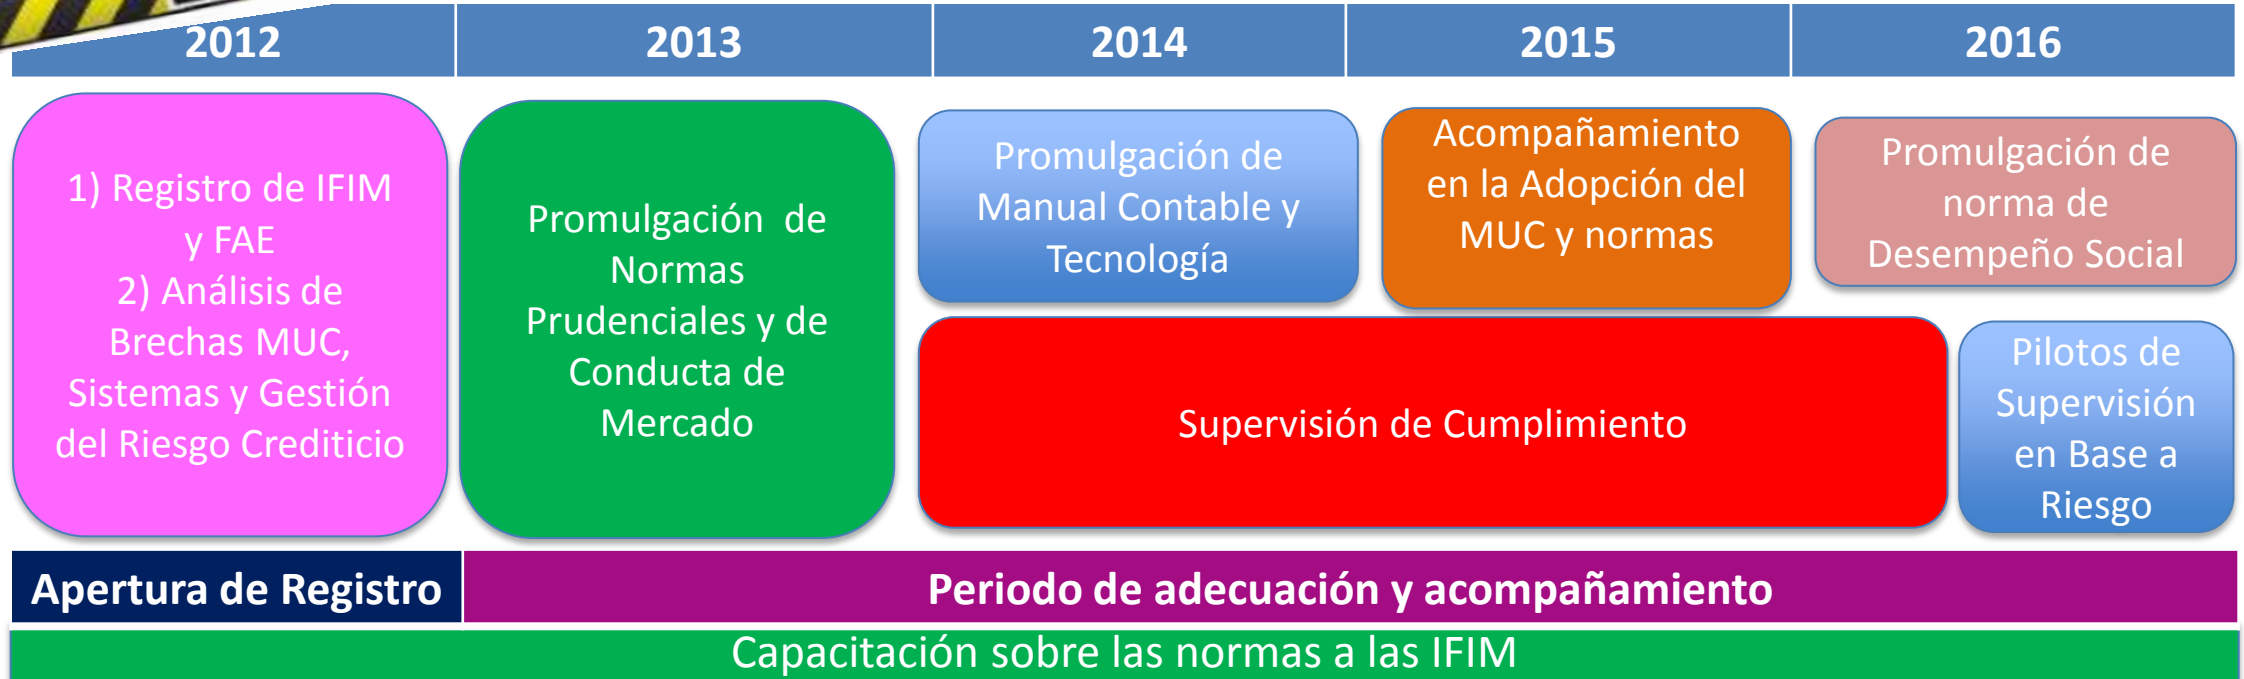 2012
2013
2014
2015
2016
1) Registro de IFIM
y FAE
2) Análisis de
Brechas MUC,
Sistemas y Gestión
del Riesgo Crediticio
Promulgación de
Normas
Prudenciales y de
Conducta de
Mercado
Promulgación de
Manual Contable y
Tecnología
Acompañamiento
en la Adopción del
MUC y normas
Promulgación de
norma de
Desempeño Social
Supervisión de Cumplimiento
Pilotos de
Supervisión
en Base a
Riesgo
Apertura de Registro
Periodo de adecuación y acompañamiento
Capacitación sobre las normas a las IFIM